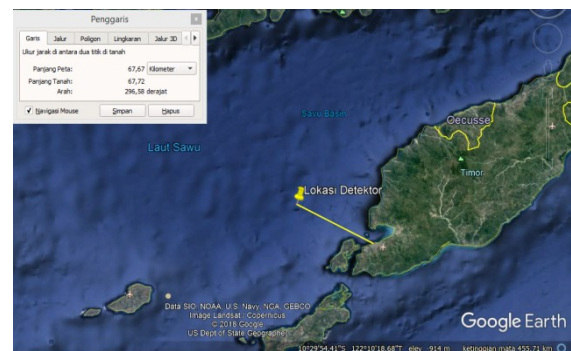 Penggaris
Garis Jalur Poligon Lingkaran Jalur 3D
Ukur jarak di antara dua titik di tanah
Panjang Peta: 67,67 Kilometer
Panjang Tanah: 67,72
Arah: 296,58 derajat
Navigasi Mouse Simpan Hapus
Savu Basin
Oecusse
Laut Sawu
Timor
Lokasi Detektor
Data SIO, NOAA, U.S. Navy, NGA, GEBCO
Image Landsat / Copernicus
© 2018 Google
US Dept of State Geographer
Google Earth
10°29'54.41"S 122°10'18.68"T elev -914 m ketinggian mata 455.71 km